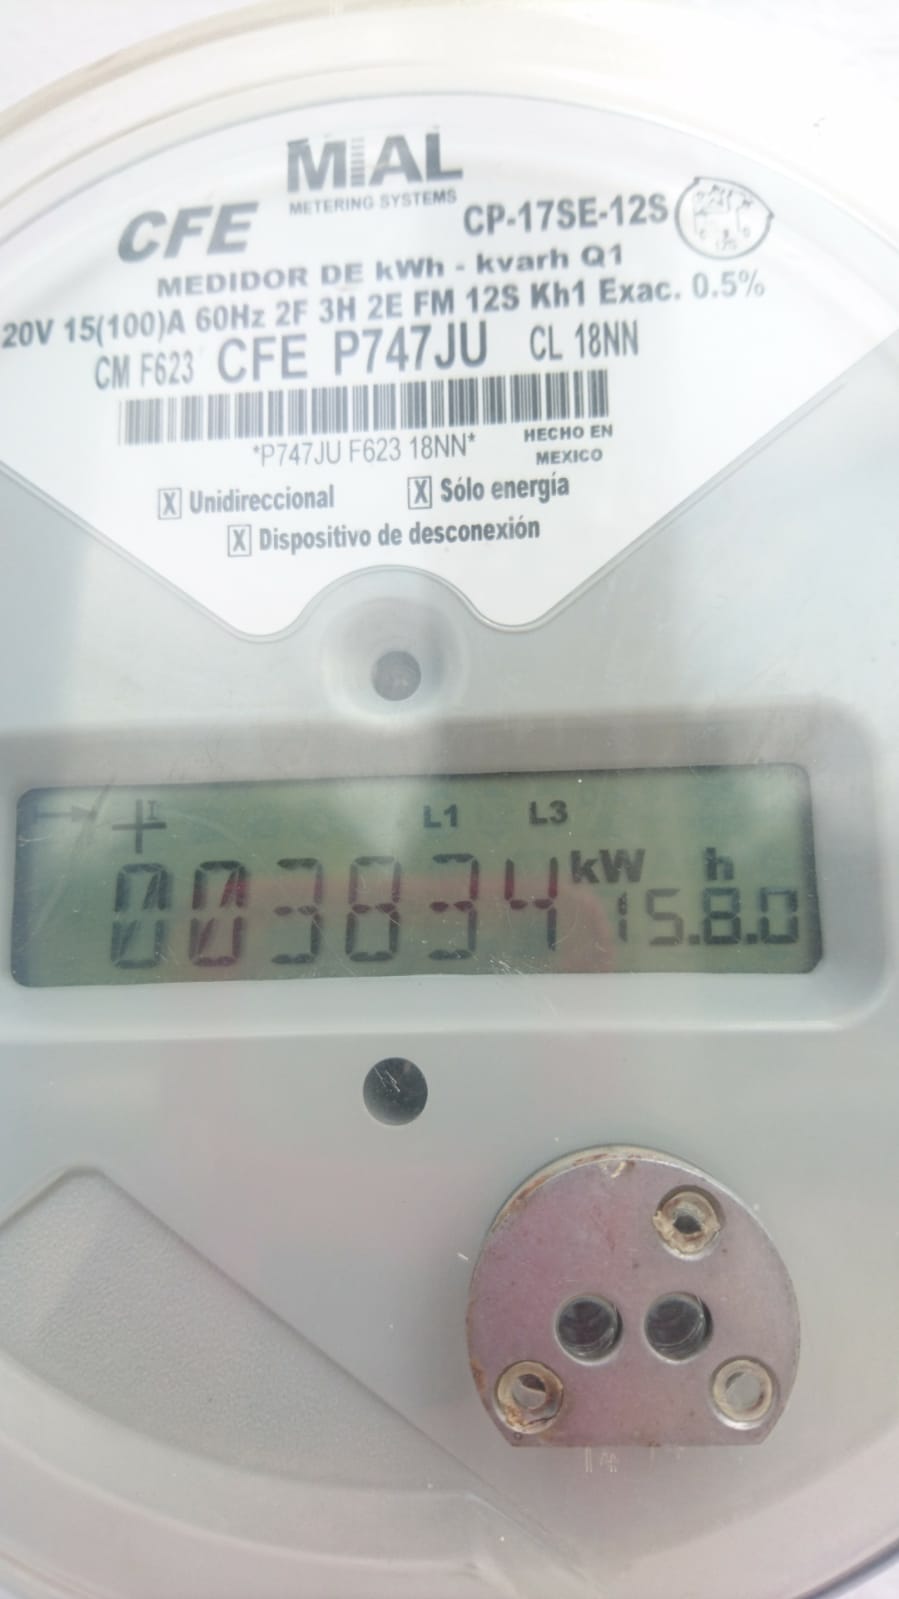 MIAL
METERING SYSTEMS
CFE
CP-17SE-12S
MEDIDOR DE kWh - kvarh Q1
20V 15(100)A 60Hz 2F 3H 2E FM 12S Kh1 Exac. 0.5%
CM F623 CFE P747JU CL 18NN
*P747JU F623 18NN*
HECHO EN
MEXICO
X Unidireccional X Sólo energía
X Dispositivo de desconexión
L1 L3
003834 kW h 15.8.0